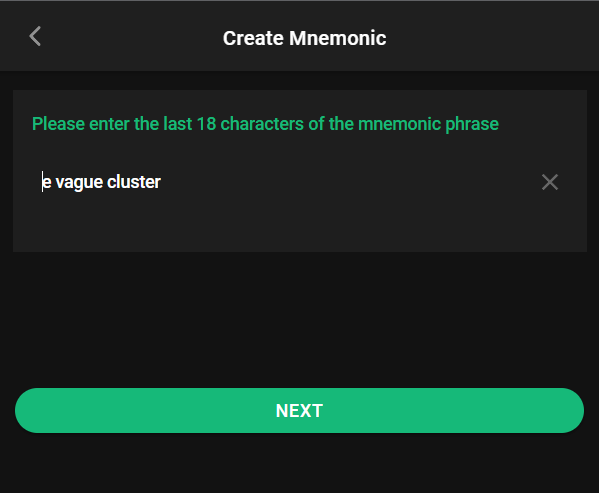 Create Mnemonic
Please enter the last 18 characters of the mnemonic phrase
e vague cluster
NEXT